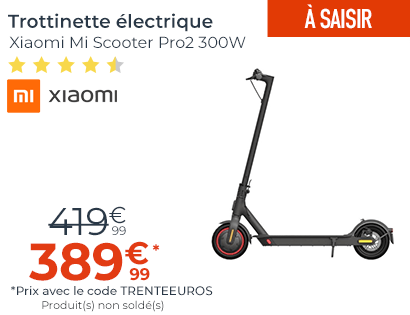 Trottinette électrique
À SAISIR
Xiaomi Mi Scooter Pro2 300W
mi xiaomi
419€99
389€99*
*Prix avec le code TRENTEEUROS
Produit(s) non soldé(s)